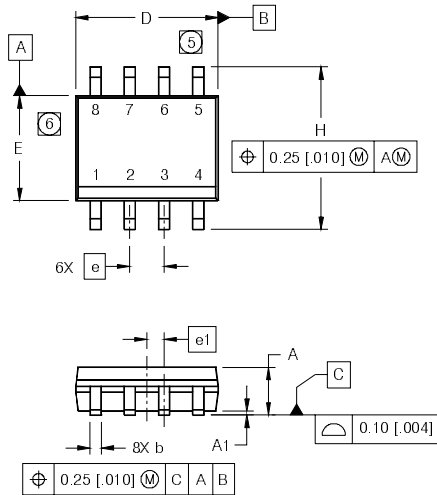 D
B
5
A
8 7 6 5
6
E
H
⌖ 0.25 [.010] Ⓜ A Ⓜ
1 2 3 4
6X e
e1
A
C
A1
8X b
⌓ 0.10 [.004]
⌖ 0.25 [.010] Ⓜ C A B